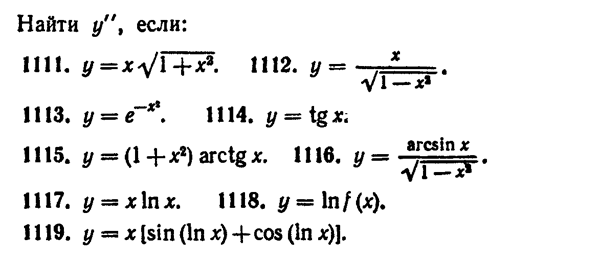 Найти y'', если:
1111. y = x√(1+x²). 1112. y = x/√(1−x²).
1113. y = e^(−x²). 1114. y = tg x.
1115. y = (1+x²) arctg x. 1116. y = arcsin x/√(1−x²).
1117. y = x ln x. 1118. y = ln f(x).
1119. y = x [sin (ln x) + cos (ln x)].